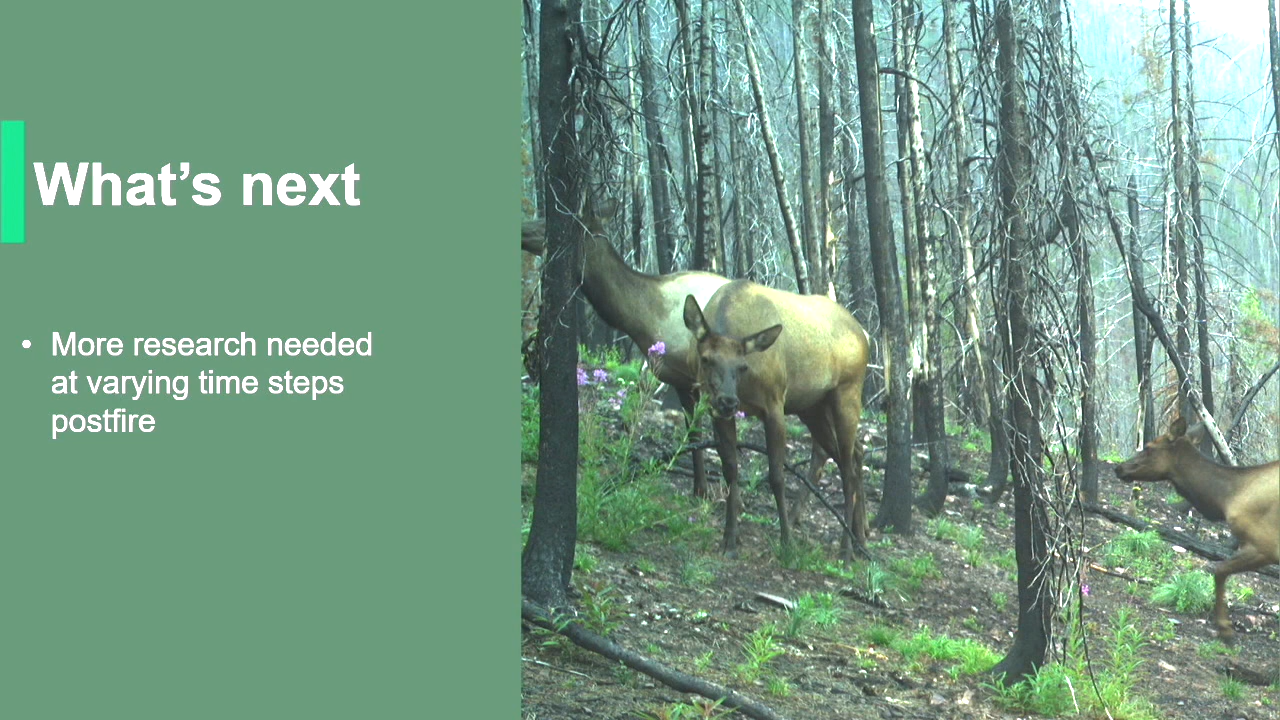 What’s next
• More research needed
at varying time steps
postfire